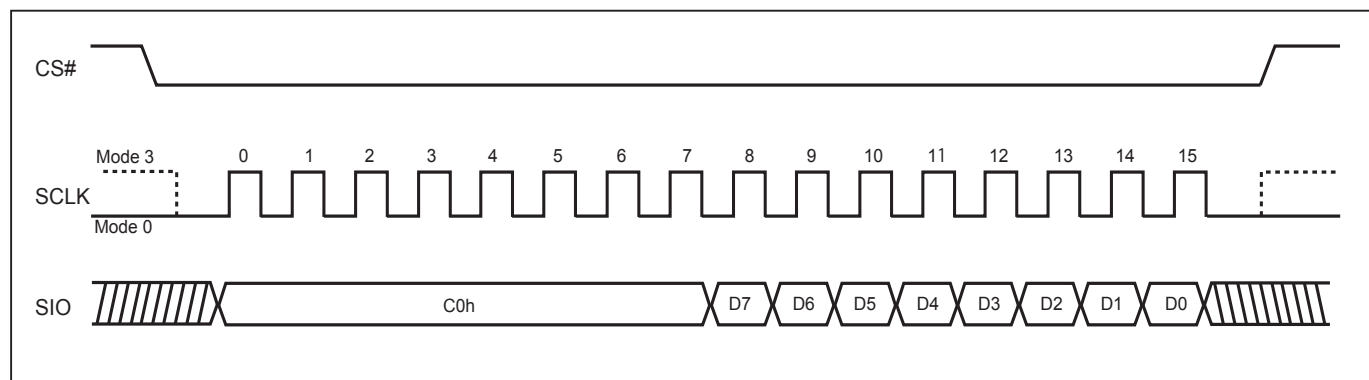 CS#
Mode 3 0 1 2 3 4 5 6 7 8 9 10 11 12 13 14 15
SCLK
Mode 0
SIO C0h D7 D6 D5 D4 D3 D2 D1 D0